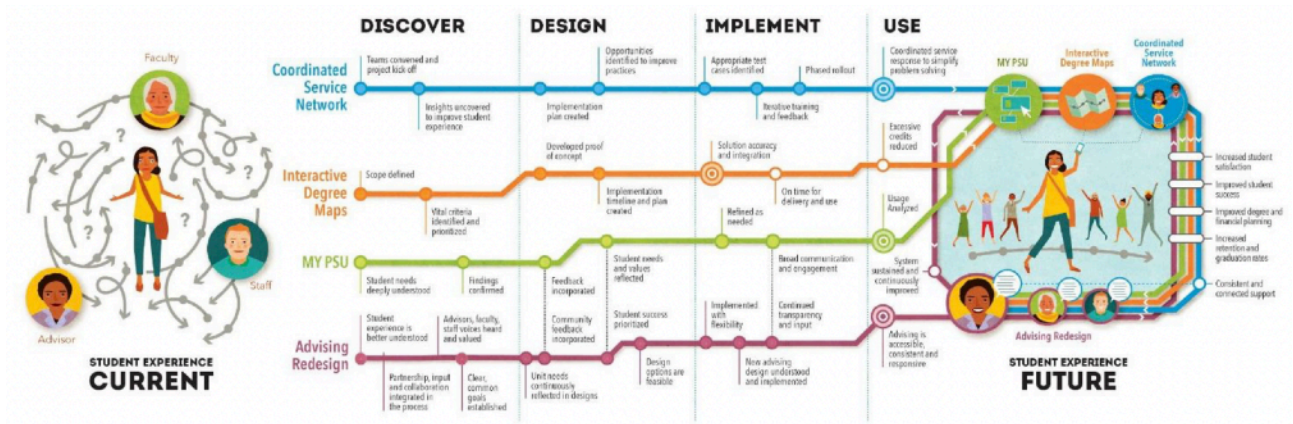 DISCOVER
DESIGN
IMPLEMENT
USE
Faculty
?
?
?
?
?
Staff
Advisor
STUDENT EXPERIENCE
CURRENT
Coordinated
Service
Network
Teams convened and
project kick off
Insights uncovered
to improve student
experience
Implementation
plan created
Opportunities
identified to improve
practices
Appropriate test
cases identified
Iterative training
and feedback
Phased rollout
Coordinated service
response to simplify
problem solving
Interactive
Degree
Maps
Scope defined
Vital criteria
identified and
prioritized
Developed proof
of concept
Implementation
timeline and plan
created
Solution accuracy
and integration
On time for
delivery and use
Excessive
credits
reduced
MY PSU
Student needs
deeply understood
Findings
confirmed
Feedback
incorporated
Student needs
and values
reflected
Refined as
needed
Broad communication
and engagement
Usage
Analyzed
System
sustained and
continuously
improved
Advising
Redesign
Student
experience is
better understood
Partnership, input
and collaboration
integrated in
the process
Advisors, faculty,
staff voices heard
and valued
Clear,
common
goals
established
Unit needs
continuously
reflected in designs
Community
feedback
incorporated
Student success
prioritized
Design
options are
feasible
Implemented
with
flexibility
New advising
design understood
and implemented
Continued
transparency
and input
Advising is
accessible,
consistent and
responsive
MY PSU
Interactive
Degree Maps
Coordinated
Service
Network
Increased student
satisfaction
Improved student
success
Improved degree and
financial planning
Increased
retention and
graduation rates
Consistent and
connected support
Advising Redesign
STUDENT EXPERIENCE
FUTURE